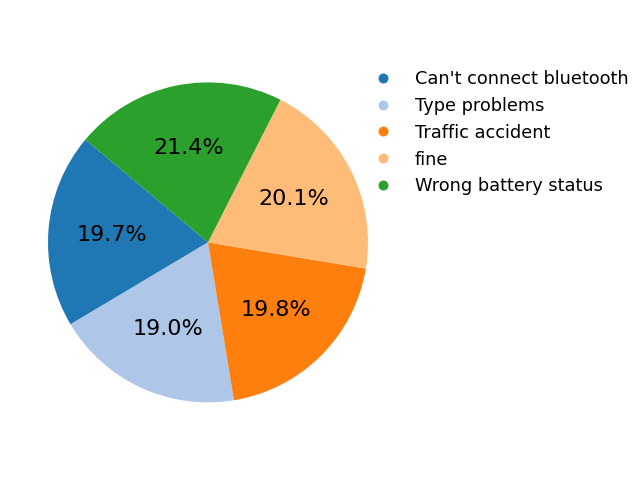 Can't connect bluetooth
Type problems
Traffic accident
fine
Wrong battery status
21.4%
20.1%
19.7%
19.8%
19.0%